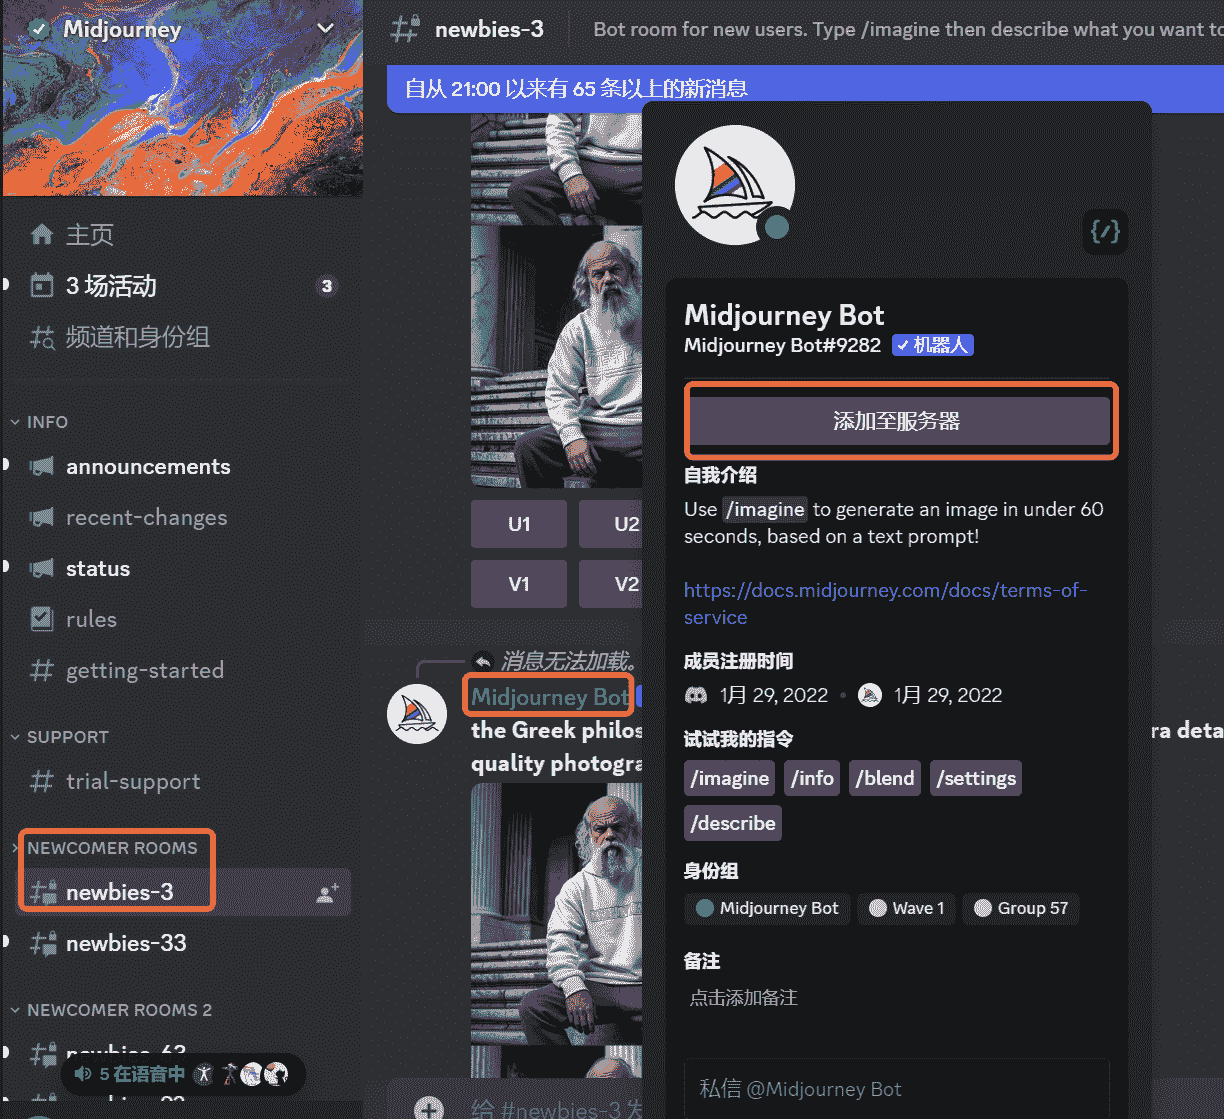 Midjourney
主页
3 场活动
3
频道和身份组
INFO
announcements
recent-changes
status
rules
getting-started
SUPPORT
trial-support
NEWCOMER ROOMS
newbies-3
newbies-33
NEWCOMER ROOMS 2
newbies-63
5 在语音中
newbies-3
Bot room for new users. Type /imagine then describe what you want to
自从 21:00 以来有 65 条以上的新消息
U1
U2
V1
V2
消息无法加载。
Midjourney Bot
the Greek philos
ra deta
quality photogra
给 #newbies-3 发
Midjourney Bot
Midjourney Bot#9282
机器人
添加至服务器
自我介绍
Use /imagine to generate an image in under 60
seconds, based on a text prompt!
https://docs.midjourney.com/docs/terms-of-
service
成员注册时间
1月 29, 2022 • 1月 29, 2022
试试我的指令
/imagine /info /blend /settings
/describe
身份组
Midjourney Bot Wave 1 Group 57
备注
点击添加备注
私信 @Midjourney Bot